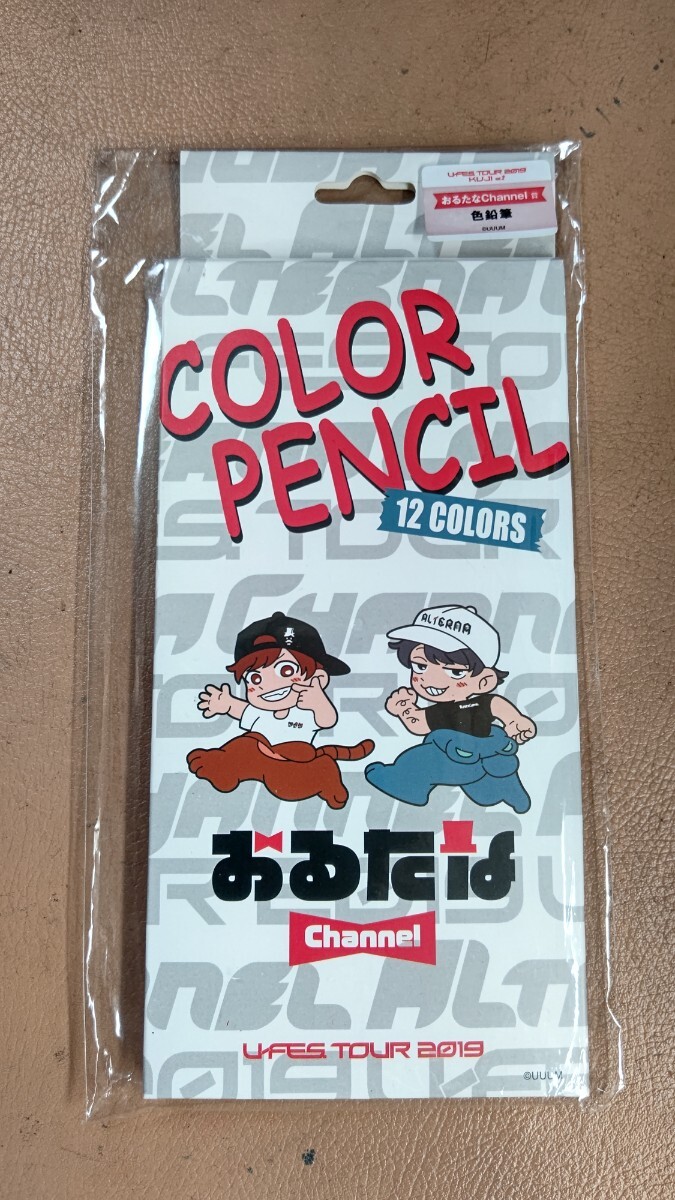 U-FES. TOUR 2019
おるたなChannel
色鉛筆
©UUUM
COLOR
PENCIL
12 COLORS
ALTERNA
おるたな
Channel
U-FES. TOUR 2019
©UUUM